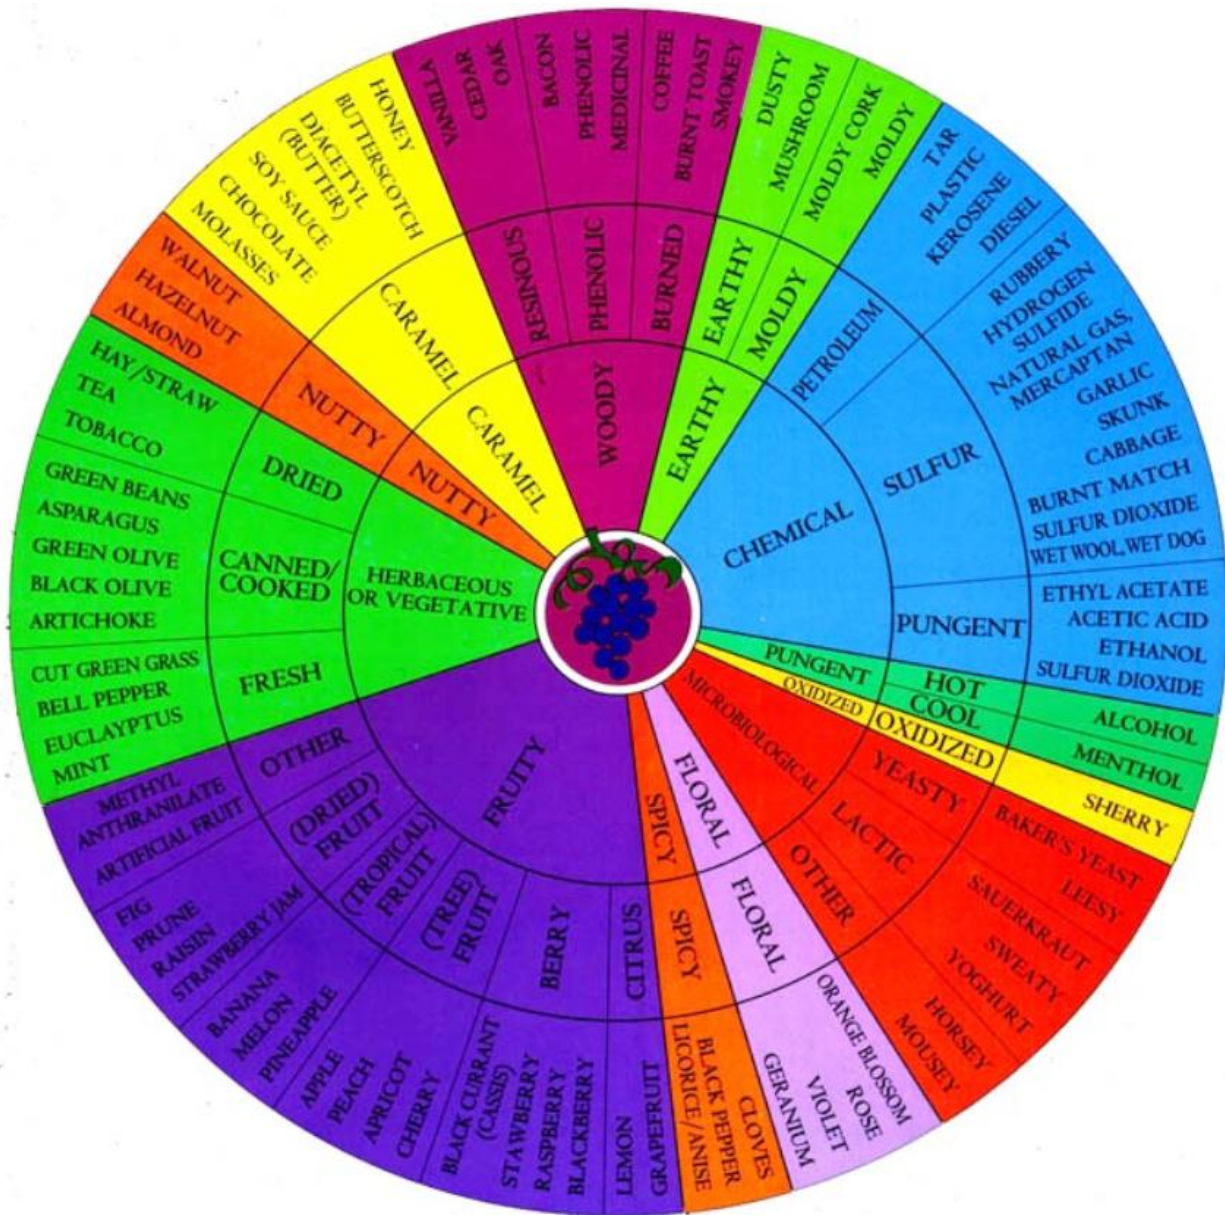 WOODY
RESINOUS
VANILLA
CEDAR
OAK
PHENOLIC
BACON
PHENOLIC
MEDICINAL
BURNED
COFFEE
BURNT TOAST
SMOKEY
EARTHY
EARTHY
DUSTY
MUSHROOM
MOLDY
MOLDY CORK
MOLDY
CHEMICAL
PETROLEUM
TAR
PLASTIC
KEROSENE
DIESEL
SULFUR
RUBBERY
HYDROGEN
SULFIDE
NATURAL GAS,
MERCAPTAN
GARLIC
SKUNK
CABBAGE
BURNT MATCH
SULFUR DIOXIDE
WET WOOL, WET DOG
PUNGENT
ETHYL ACETATE
ACETIC ACID
ETHANOL
SULFUR DIOXIDE
PUNGENT
HOT
ALCOHOL
COOL
MENTHOL
OXIDIZED
OXIDIZED
SHERRY
MICROBIOLOGICAL
YEASTY
BAKER'S YEAST
LEESY
LACTIC
SAUERKRAUT
SWEATY
YOGHURT
OTHER
HORSEY
MOUSEY
FLORAL
FLORAL
ORANGE BLOSSOM
ROSE
VIOLET
GERANIUM
SPICY
SPICY
CLOVES
BLACK PEPPER
LICORICE/ANISE
FRUITY
CITRUS
GRAPEFRUIT
LEMON
BERRY
BLACKBERRY
RASPBERRY
STAWBERRY
BLACK CURRANT
(CASSIS)
(TREE)
FRUIT
CHERRY
APRICOT
PEACH
APPLE
(TROPICAL)
FRUIT
PINEAPPLE
MELON
BANANA
(DRIED)
FRUIT
STRAWBERRY JAM
RAISIN
PRUNE
FIG
OTHER
ARTIFICIAL FRUIT
METHYL
ANTHRANILATE
HERBACEOUS
OR VEGETATIVE
FRESH
CUT GREEN GRASS
BELL PEPPER
EUCLAYPTUS
MINT
CANNED/
COOKED
GREEN BEANS
ASPARAGUS
GREEN OLIVE
BLACK OLIVE
ARTICHOKE
DRIED
HAY/STRAW
TEA
TOBACCO
NUTTY
NUTTY
WALNUT
HAZELNUT
ALMOND
CARAMEL
CARAMEL
HONEY
BUTTERSCOTCH
DIACETYL
(BUTTER)
SOY SAUCE
CHOCOLATE
MOLASSES